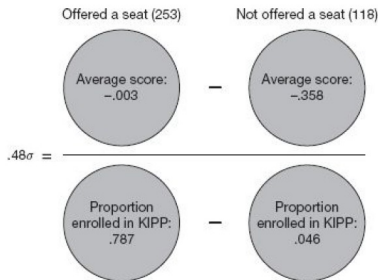 Offered a seat (253)
Not offered a seat (118)
Average score:
–.003
–
Average score:
–.358
.48σ =
Proportion
enrolled in KIPP:
.787
–
Proportion
enrolled in KIPP:
.046